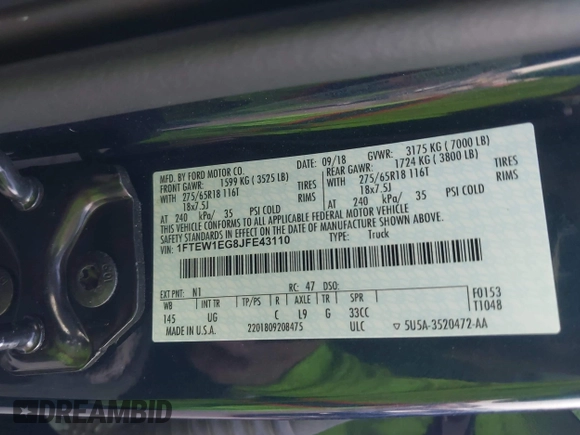 MFD. BY FORD MOTOR CO.
09/18 GVWR: 3175 KG ( 7000 LB)
FRONT GAWR: 1599 KG ( 3525 LB)
REAR GAWR: 1724 KG ( 3800 LB)
275/65R18 116T TIRES 275/65R18 116T TIRES
18x7.5J RIMS 18x7.5J RIMS
AT 240 kPa/ 35 PSI COLD AT 240 kPa/ 35 PSI COLD
THIS VEHICLE CONFORMS TO ALL APPLICABLE FEDERAL MOTOR VEHICLE
SAFETY STANDARDS IN EFFECT ON THE DATE OF MANUFACTURE SHOWN ABOVE.
VIN: 1FTEW1EG8JFE43110 TYPE: Truck
EXT PNT: N1 RC: 47 DSO:
WB INT TR TP/PS R AXLE TR SPR
145 UG C L9 G 33CC
F0153
T1048
MADE IN U.S.A. 220180920847S ULC 5U5A-3520472-AA
DREAMBID